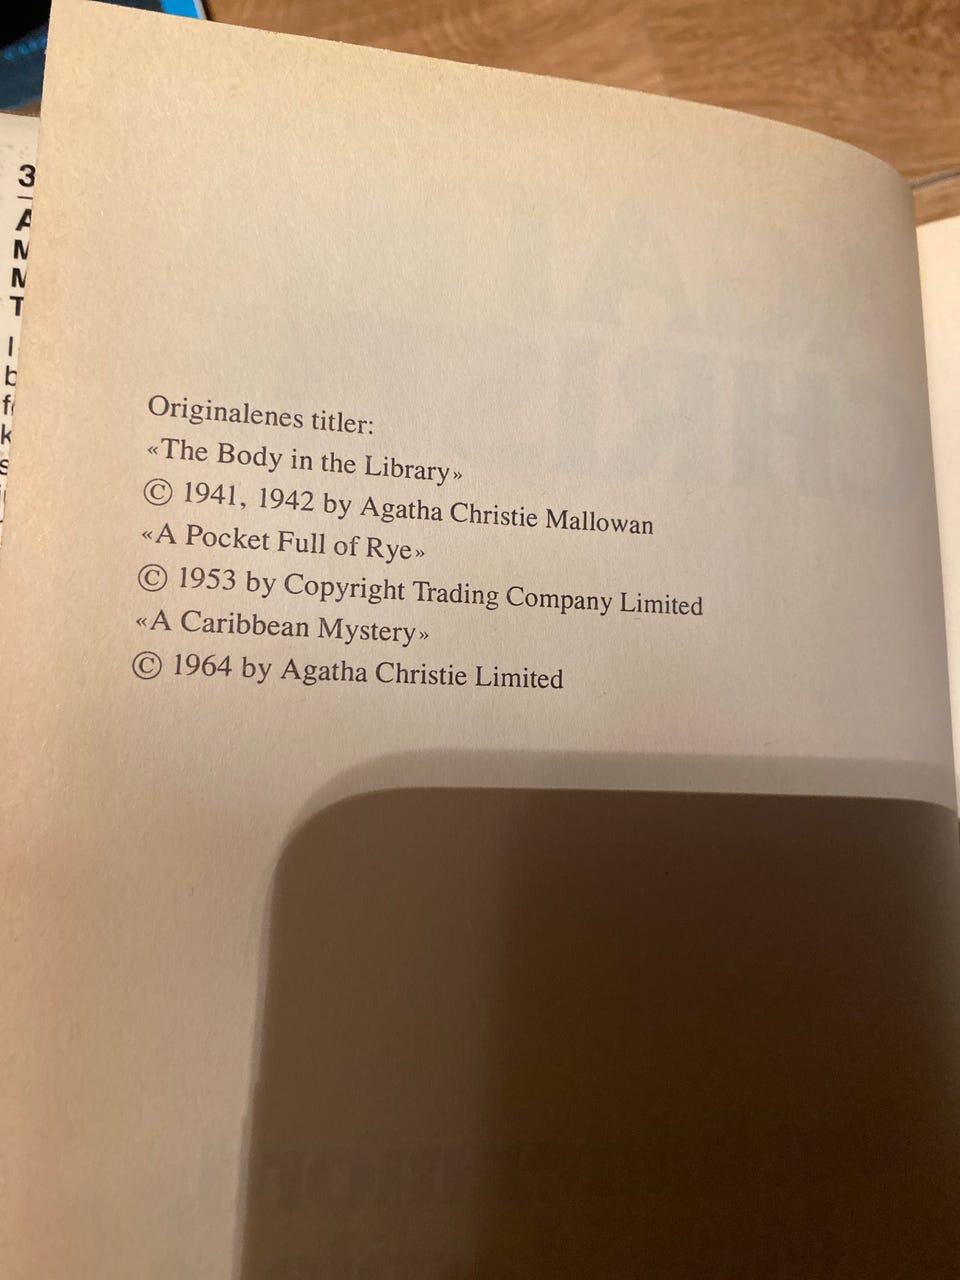 Originalenes titler:
«The Body in the Library»
© 1941, 1942 by Agatha Christie Mallowan
«A Pocket Full of Rye»
© 1953 by Copyright Trading Company Limited
«A Caribbean Mystery»
© 1964 by Agatha Christie Limited